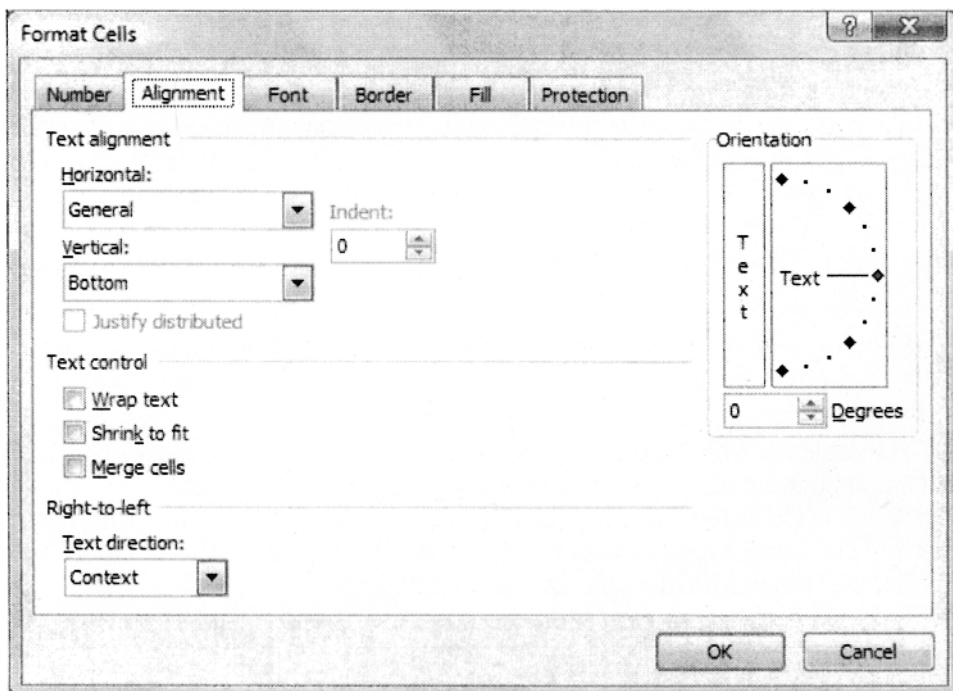 Format Cells
Number Alignment Font Border Fill Protection
Text alignment
Horizontal:
General
Indent:
0
Vertical:
Bottom
Justify distributed
Text control
Wrap text
Shrink to fit
Merge cells
Right-to-left
Text direction:
Context
Orientation
Text
Text
0 Degrees
OK Cancel